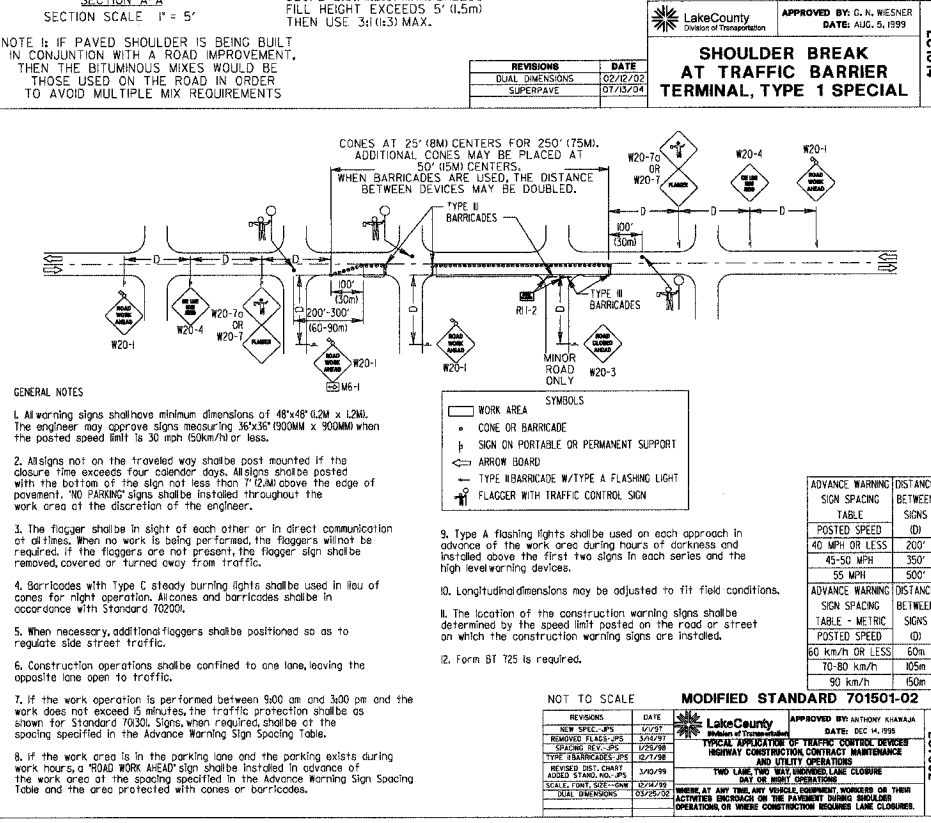 SECTION A-A
SECTION SCALE 1" = 5'
FILL HEIGHT EXCEEDS 5' (1.5m)
THEN USE 3:1 (1:3) MAX.
NOTE 1: IF PAVED SHOULDER IS BEING BUILT
IN CONJUNTION WITH A ROAD IMPROVEMENT,
THEN THE BITUMINOUS MIXES WOULD BE
THOSE USED ON THE ROAD IN ORDER
TO AVOID MULTIPLE MIX REQUIREMENTS
REVISIONS DATE
DUAL DIMENSIONS 02/12/02
SUPERPAVE 07/13/04
LakeCounty
Division of Transportation
APPROVED BY: G. N. WIESNER
DATE: AUG. 5, 1999
SHOULDER BREAK
AT TRAFFIC BARRIER
TERMINAL, TYPE 1 SPECIAL
CONES AT 25' (8M) CENTERS FOR 250' (75M).
ADDITIONAL CONES MAY BE PLACED AT
50' (15M) CENTERS.
WHEN BARRICADES ARE USED, THE DISTANCE
BETWEEN DEVICES MAY BE DOUBLED.
TYPE III
BARRICADES
W20-7a
OR
W20-7
FLAGGER
W20-4
W20-1
ROAD
WORK
AHEAD
D
D
D
100'
(30m)
D
D
D
100'
(30m)
200'-300'
(60-90m)
D
D
TYPE III
BARRICADES
R11-2
ROAD
WORK
AHEAD
W20-1
W20-4
W20-7a
OR
W20-7
FLAGGER
ROAD
WORK
AHEAD
W20-1
M6-1
ROAD
WORK
AHEAD
W20-1
MINOR
ROAD
ONLY
ROAD
CLOSED
AHEAD
W20-3
GENERAL NOTES
1. All warning signs shall have minimum dimensions of 48"x48" (1.2M x 1.2M).
The engineer may approve signs measuring 36"x36" (900MM x 900MM) when
the posted speed limit is 30 mph (50km/h) or less.
2. All signs not on the traveled way shall be post mounted if the
closure time exceeds four calendar days. All signs shall be posted
with the bottom of the sign not less than 7' (2.1M) above the edge of
pavement. "NO PARKING" signs shall be installed throughout the
work area at the discretion of the engineer.
3. The flagger shall be in sight of each other or in direct communication
at all times. When no work is being performed, the flaggers will not be
required. If the flaggers are not present, the flagger sign shall be
removed, covered or turned away from traffic.
4. Barricades with Type C steady burning lights shall be used in lieu of
cones for night operation. All cones and barricades shall be in
accordance with Standard 702001.
5. When necessary, additional flaggers shall be positioned so as to
regulate side street traffic.
6. Construction operations shall be confined to one lane, leaving the
opposite lane open to traffic.
7. If the work operation is performed between 9:00 am and 3:00 pm and the
work does not exceed 15 minutes, the traffic protection shall be as
shown for Standard 701301. Signs, when required, shall be at the
spacing specified in the Advance Warning Sign Spacing Table.
8. If the work area is in the parking lane and the parking exists during
work hours, a "ROAD WORK AHEAD" sign shall be installed in advance of
the work area at the spacing specified in the Advance Warning Sign Spacing
Table and the area protected with cones or barricades.
SYMBOLS
WORK AREA
CONE OR BARRICADE
SIGN ON PORTABLE OR PERMANENT SUPPORT
ARROW BOARD
TYPE II BARRICADE W/TYPE A FLASHING LIGHT
FLAGGER WITH TRAFFIC CONTROL SIGN
9. Type A flashing lights shall be used on each approach in
advance of the work area during hours of darkness and
installed above the first two signs in each series and the
high level warning devices.
10. Longitudinal dimensions may be adjusted to fit field conditions.
11. The location of the construction warning signs shall be
determined by the speed limit posted on the road or street
on which the construction warning signs are installed.
12. Form BT 725 is required.
ADVANCE WARNING DISTANCE
SIGN SPACING BETWEEN
TABLE SIGNS
POSTED SPEED (D)
40 MPH OR LESS 200'
45-50 MPH 350'
55 MPH 500'
ADVANCE WARNING DISTANCE
SIGN SPACING BETWEEN
TABLE - METRIC SIGNS
POSTED SPEED (D)
60 km/h OR LESS 60m
70-80 km/h 105m
90 km/h 150m
NOT TO SCALE
MODIFIED STANDARD 701501-02
REVISIONS DATE
NEW SPEC.-JPS 1/1/97
REMOVED FLAGS-JPS 3/14/97
SPACING REV.-JPS 1/29/98
TYPE II BARRICADES-JPS 12/7/98
REVISED DIST. CHART
ADDED STAND. NO.-JPS 3/10/99
SCALE, FONT, SIZE--GNW 12/14/99
DUAL DIMENSIONS 03/25/02
LakeCounty
Division of Transportation
APPROVED BY: ANTHONY KHAWAJA
DATE: DEC 14, 1995
TYPICAL APPLICATION OF TRAFFIC CONTROL DEVICES
HIGHWAY CONSTRUCTION, CONTRACT MAINTENANCE
AND UTILITY OPERATIONS
TWO LANE, TWO WAY, UNDIVIDED, LANE CLOSURE
DAY OR NIGHT OPERATIONS
WHERE, AT ANY TIME, ANY VEHICLE, EQUIPMENT, WORKERS OR THEIR
ACTIVITIES ENCROACH ON THE PAVEMENT DURING SHOULDER
OPERATIONS, OR WHERE CONSTRUCTION REQUIRES LANE CLOSURES.